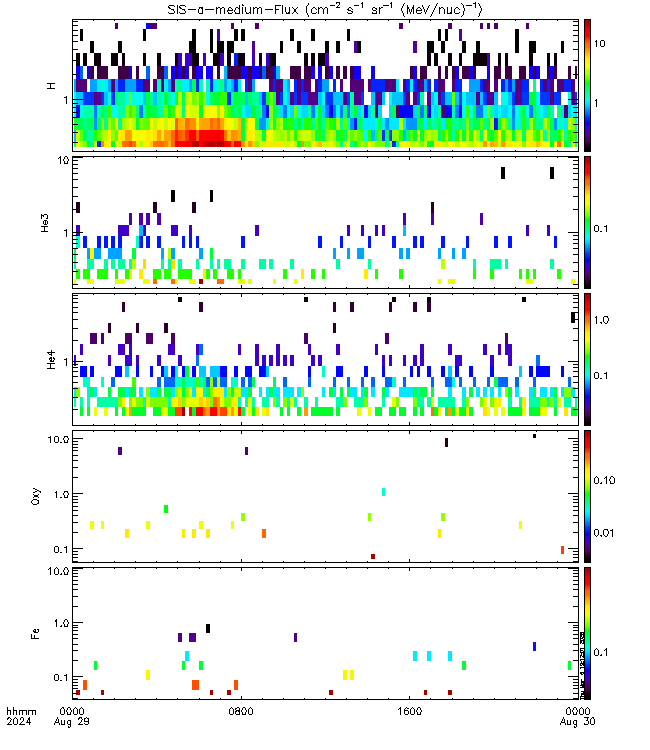 SIS-a-medium-Flux (cm⁻² s⁻¹ sr⁻¹ (MeV/nuc)⁻¹)
H
1
10
1
He3
10
1
0.1
He4
1
1.0
0.1
Oxy
10.0
1.0
0.1
0.10
0.01
Fe
10.0
1.0
0.1
0.1
hhmm 0000 0800 1600 0000
2024 Aug 29 Aug 30